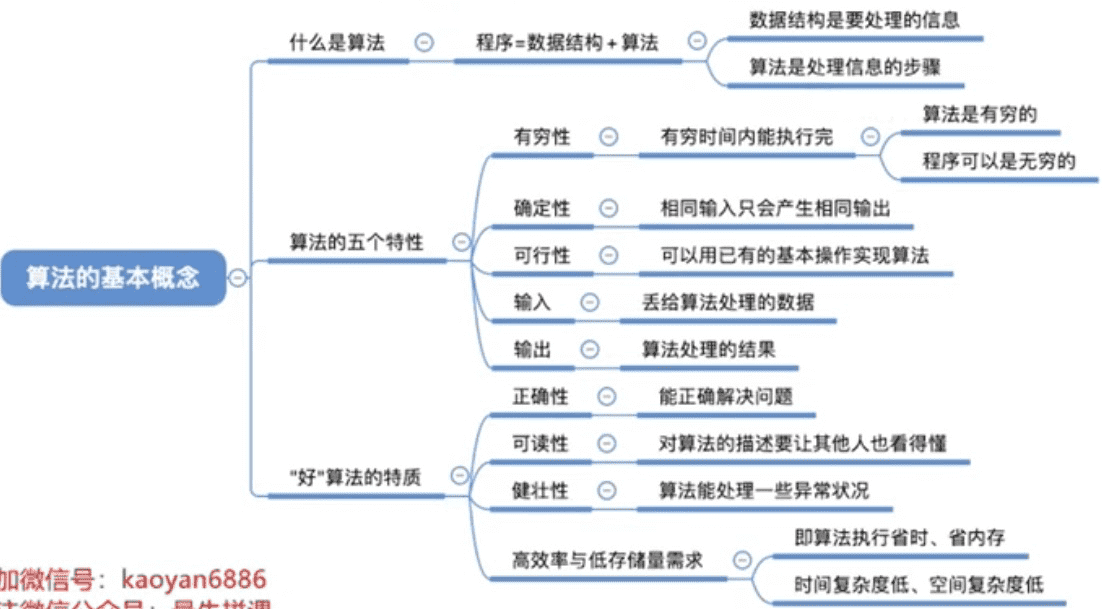 什么是算法
程序=数据结构+算法
数据结构是要处理的信息
算法是处理信息的步骤
算法的基本概念
算法的五个特性
有穷性
有穷时间内能执行完
算法是有穷的
程序可以是无穷的
确定性
相同输入只会产生相同输出
可行性
可以用已有的基本操作实现算法
输入
丢给算法处理的数据
输出
算法处理的结果
"好"算法的特质
正确性
能正确解决问题
可读性
对算法的描述要让其他人也看得懂
健壮性
算法能处理一些异常状况
高效率与低存储量需求
即算法执行省时、省内存
时间复杂度低、空间复杂度低
加微信号：kaoyan6886